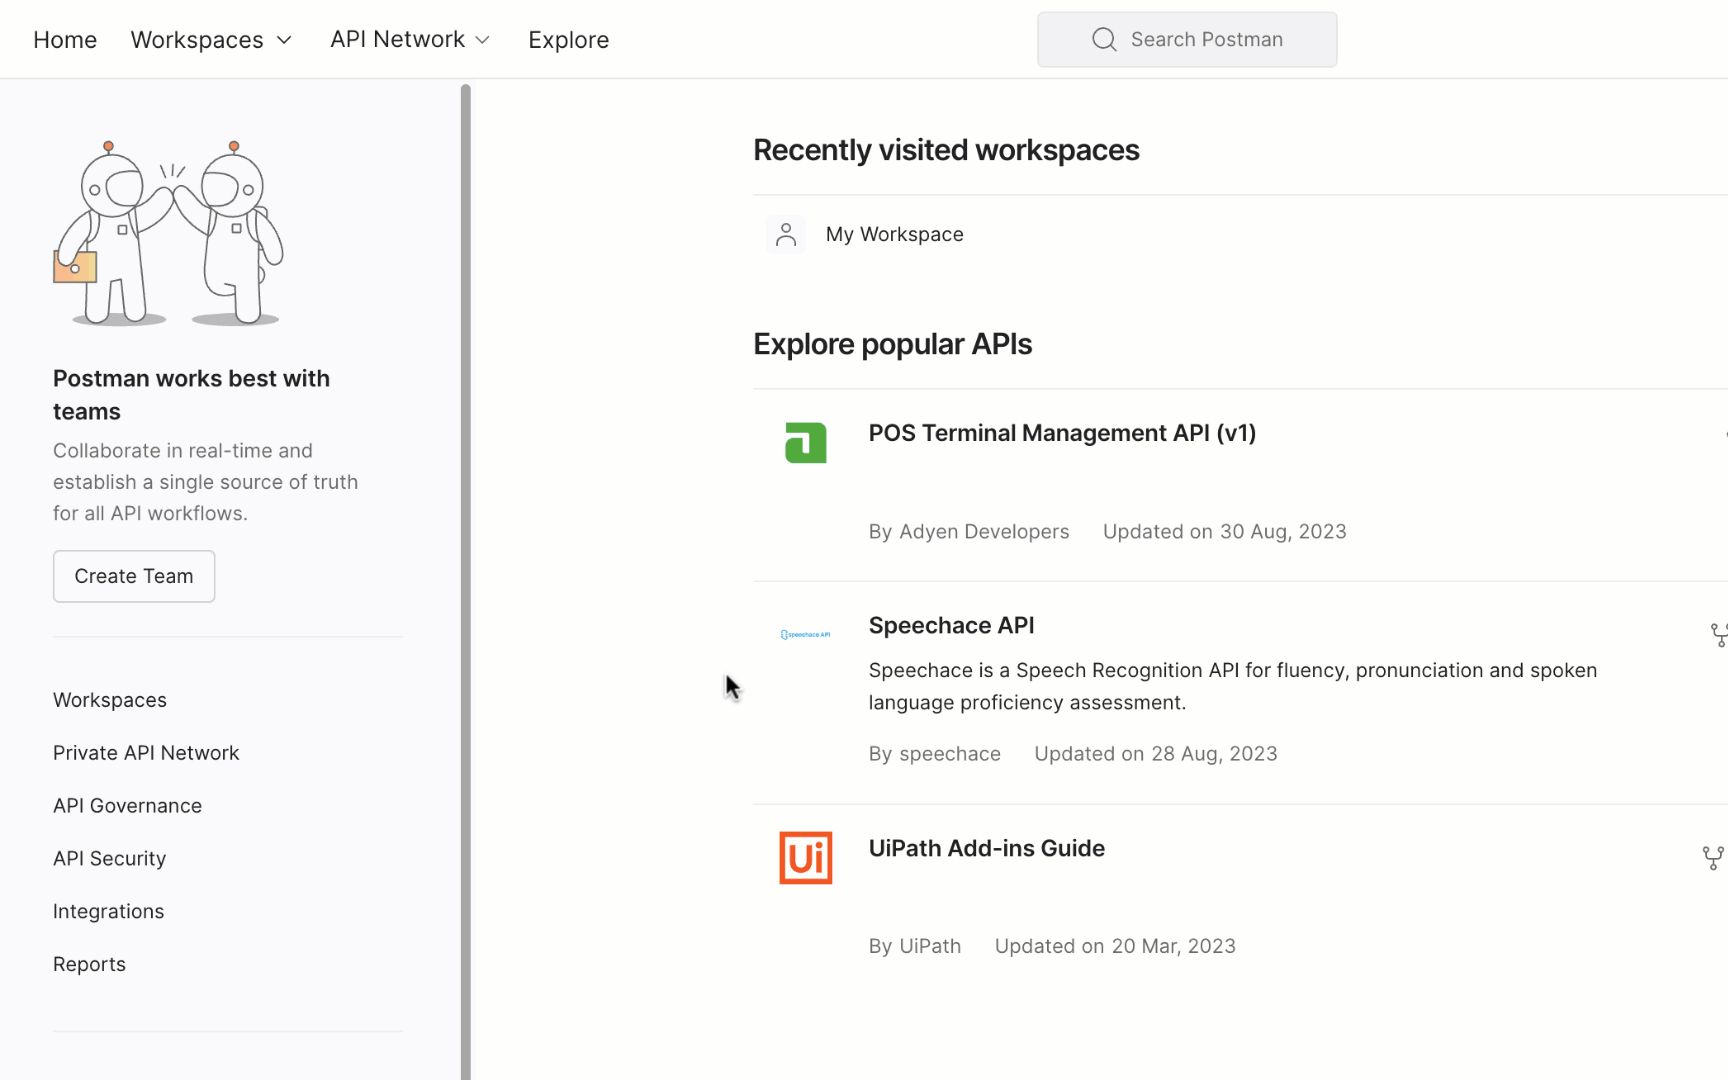 Home
Workspaces
API Network
Explore
Search Postman
Postman works best with
teams
Collaborate in real-time and
establish a single source of truth
for all API workflows.
Create Team
Workspaces
Private API Network
API Governance
API Security
Integrations
Reports
Recently visited workspaces
My Workspace
Explore popular APIs
POS Terminal Management API (v1)
By Adyen Developers
Updated on 30 Aug, 2023
speechace API
Speechace API
Speechace is a Speech Recognition API for fluency, pronunciation and spoken
language proficiency assessment.
By speechace
Updated on 28 Aug, 2023
Ui
UiPath Add-ins Guide
By UiPath
Updated on 20 Mar, 2023